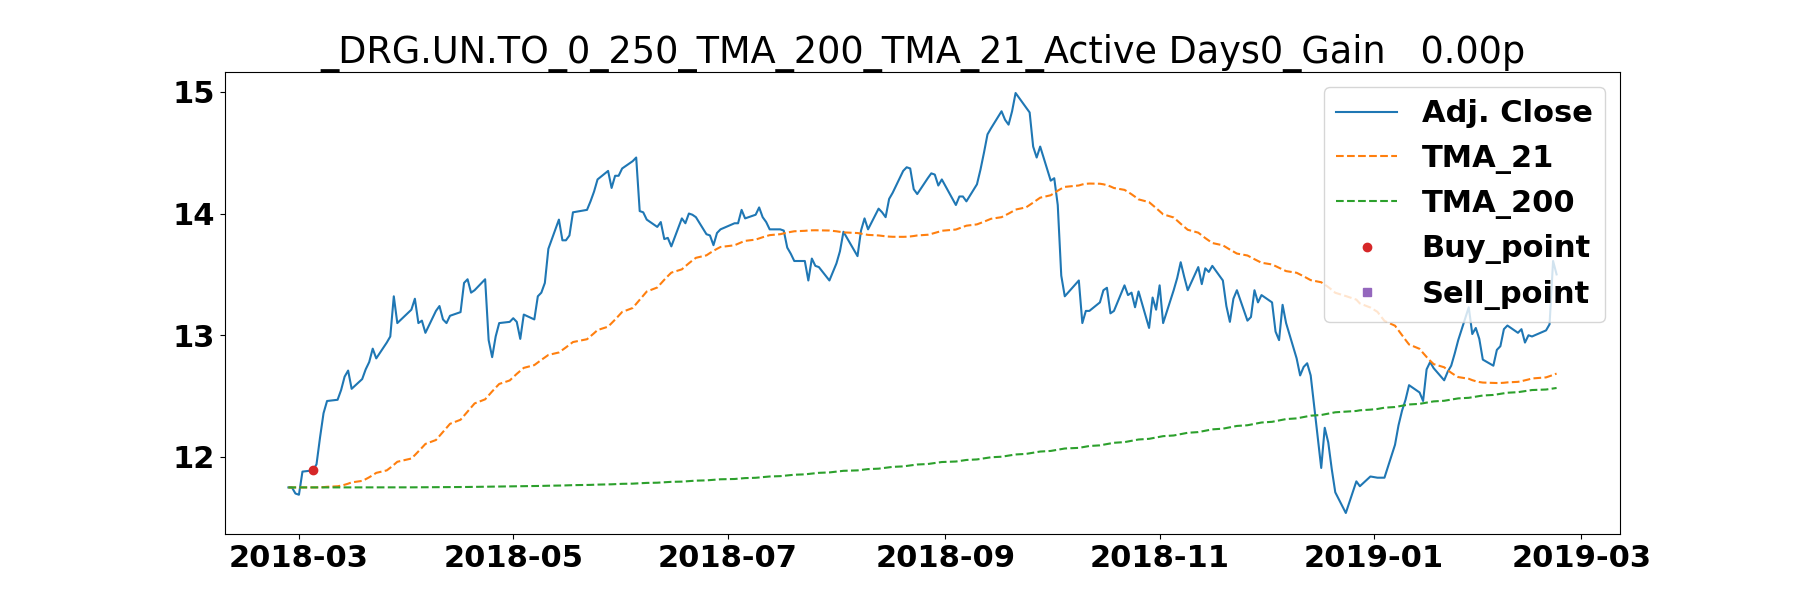 _DRG.UN.TO_0_250_TMA_200_TMA_21_Active Days0_Gain   0.00p
15
14
13
12
Adj. Close
TMA_21
TMA_200
Buy_point
Sell_point
2018-03 2018-05 2018-07 2018-09 2018-11 2019-01 2019-03